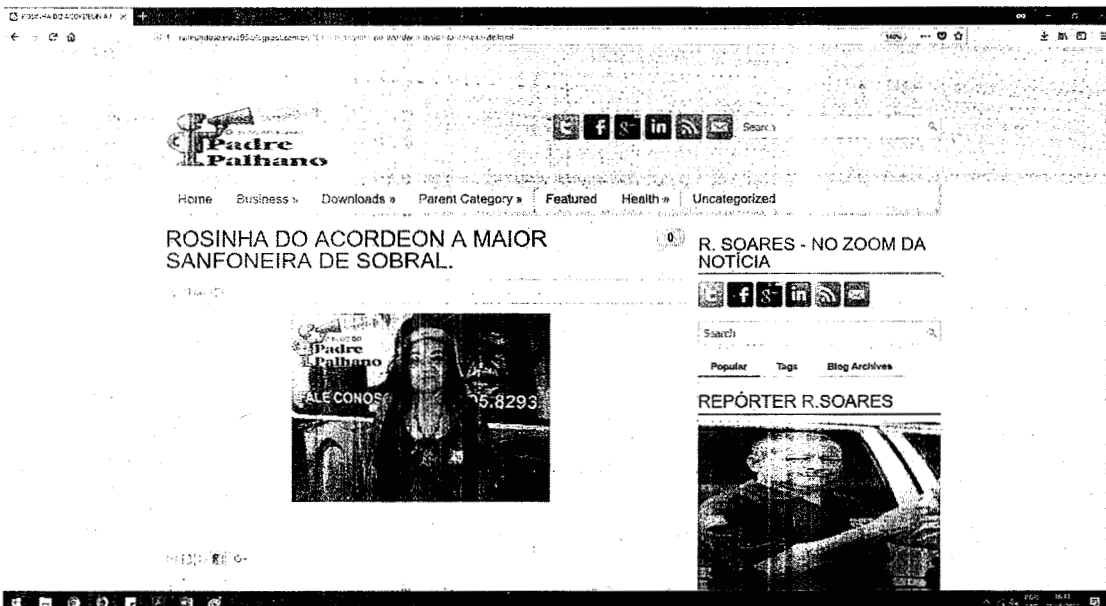 Padre
Palhano
Search
Home Business » Downloads » Parent Category » Featured Health » Uncategorized
ROSINHA DO ACORDEON A MAIOR
SANFONEIRA DE SOBRAL.
0
Padre
Palhano
ALE CONOS
95.8293
R. SOARES - NO ZOOM DA
NOTÍCIA
Search
Popular Tags Blog Archives
REPÓRTER R.SOARES